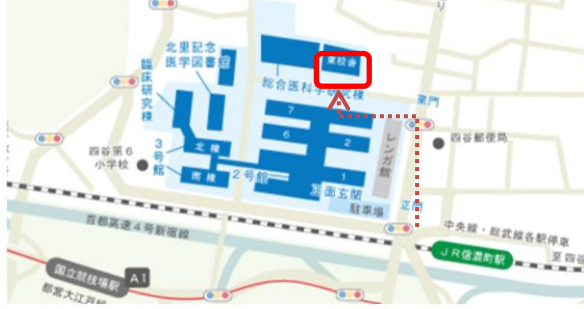 り
北里記念
医学図書館
東校舎
臨床研究棟
総合医科学研究棟
東門
7
6
2
1
レンガ館
四谷郵便局
四谷第6
小学校
3号館
北棟
南棟
2号館
正面玄関
駐車場
正門
首都高速4号新宿線
中央線・総武線各駅停車
至四谷
JR信濃町駅
国立競技場駅
A1
都営大江戸線